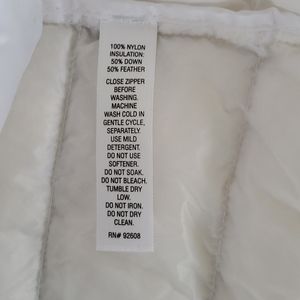 100% NYLON
INSULATION:
50% DOWN
50% FEATHER
CLOSE ZIPPER
BEFORE
WASHING.
MACHINE
WASH COLD IN
GENTLE CYCLE,
SEPARATELY.
USE MILD
DETERGENT.
DO NOT USE
SOFTENER.
DO NOT SOAK.
DO NOT BLEACH.
TUMBLE DRY
LOW.
DO NOT IRON.
DO NOT DRY
CLEAN.
RN# 92608